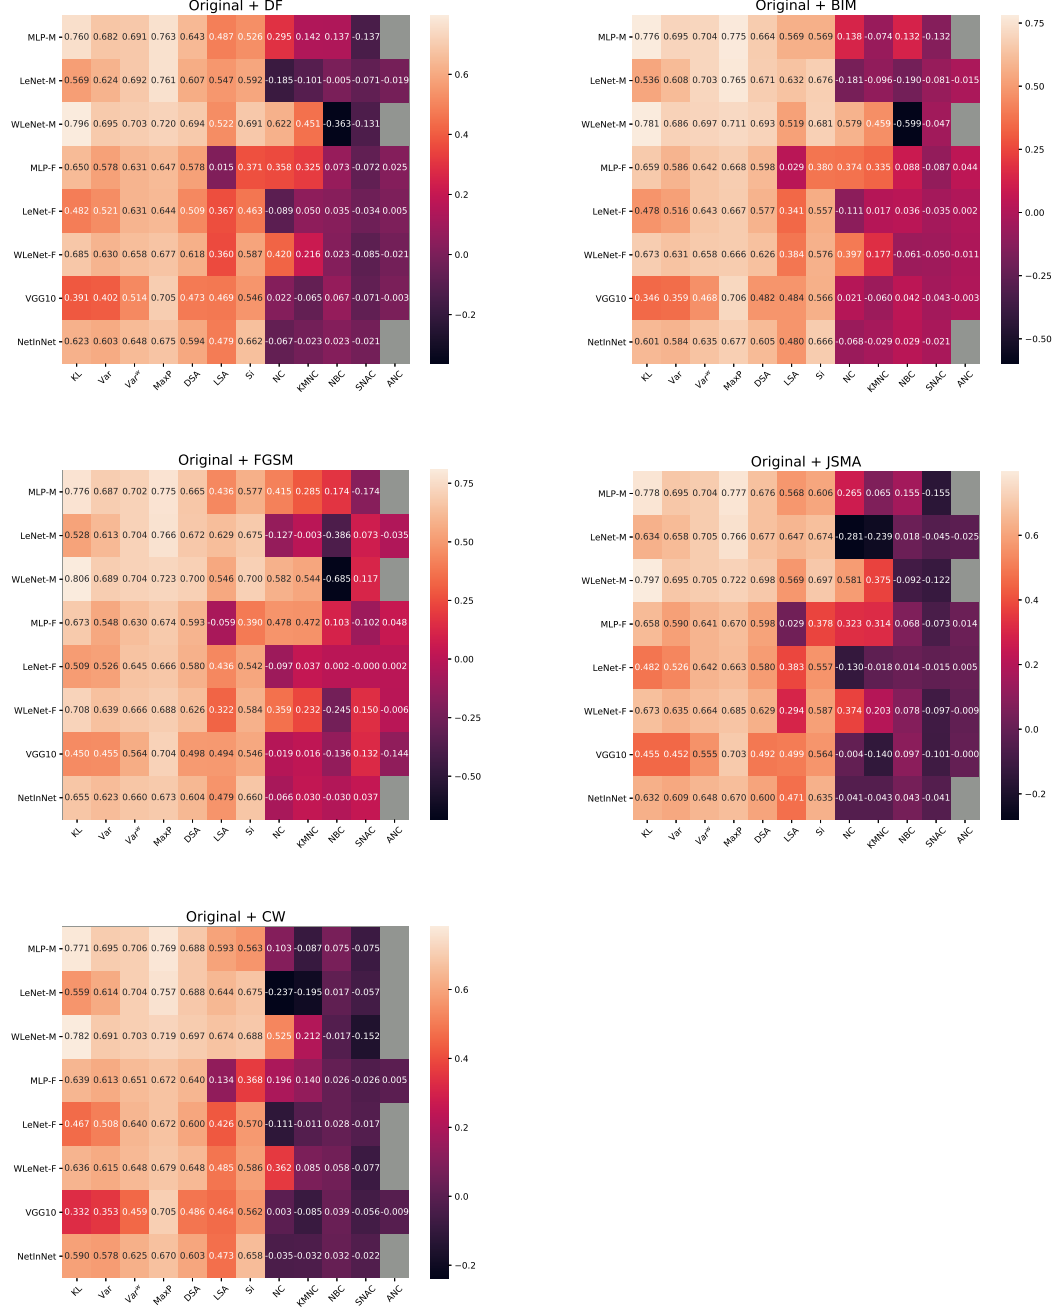 Original + DF
MLP-M 0.760 0.682 0.691 0.763 0.643 0.487 0.526 0.295 0.142 0.137 -0.137
LeNet-M 0.569 0.624 0.692 0.761 0.607 0.547 0.592 -0.185 -0.101 -0.005 -0.071 -0.019
WLeNet-M 0.796 0.695 0.703 0.720 0.694 0.522 0.691 0.622 0.451 -0.363 -0.131
MLP-F 0.650 0.578 0.631 0.647 0.578 0.015 0.371 0.358 0.325 0.073 -0.072 0.025
LeNet-F 0.482 0.521 0.631 0.644 0.509 0.367 0.463 -0.089 0.050 0.035 -0.034 0.005
WLeNet-F 0.685 0.630 0.658 0.677 0.618 0.360 0.587 0.420 0.216 0.023 -0.085 -0.021
VGG10 0.391 0.402 0.514 0.705 0.473 0.469 0.546 0.022 -0.065 0.067 -0.071 -0.003
NetInNet 0.623 0.603 0.648 0.675 0.594 0.479 0.662 -0.067 -0.023 0.023 -0.021
KL Var Varʷ MaxP DSA LSA Si NC KMNC NBC SNAC ANC
0.6
0.4
0.2
0.0
−0.2
Original + BIM
MLP-M 0.776 0.695 0.704 0.775 0.664 0.569 0.569 0.138 -0.074 0.132 -0.132
LeNet-M 0.536 0.608 0.703 0.765 0.671 0.632 0.676 -0.181 -0.096 -0.190 -0.081 -0.015
WLeNet-M 0.781 0.686 0.697 0.711 0.693 0.519 0.681 0.579 0.459 -0.599 -0.047
MLP-F 0.659 0.586 0.642 0.668 0.598 0.029 0.380 0.374 0.335 0.088 -0.087 0.044
LeNet-F 0.478 0.516 0.643 0.667 0.577 0.341 0.557 -0.111 0.017 0.036 -0.035 0.002
WLeNet-F 0.673 0.631 0.658 0.666 0.626 0.384 0.576 0.397 0.177 -0.061 -0.050 -0.011
VGG10 0.346 0.359 0.468 0.706 0.482 0.484 0.566 0.021 -0.060 0.042 -0.043 -0.003
NetInNet 0.601 0.584 0.635 0.677 0.605 0.480 0.666 -0.068 -0.029 0.029 -0.021
KL Var Varʷ MaxP DSA LSA Si NC KMNC NBC SNAC ANC
0.75
0.50
0.25
0.00
−0.25
−0.50
Original + FGSM
MLP-M 0.776 0.687 0.702 0.775 0.665 0.436 0.577 0.415 0.285 0.174 -0.174
LeNet-M 0.528 0.613 0.704 0.766 0.672 0.629 0.675 -0.127 -0.003 -0.386 0.073 -0.035
WLeNet-M 0.806 0.689 0.704 0.723 0.700 0.546 0.700 0.582 0.544 -0.685 0.117
MLP-F 0.673 0.548 0.630 0.674 0.593 -0.059 0.390 0.478 0.472 0.103 -0.102 0.048
LeNet-F 0.509 0.526 0.645 0.666 0.580 0.436 0.542 -0.097 0.037 0.002 -0.000 0.002
WLeNet-F 0.708 0.639 0.666 0.688 0.626 0.322 0.584 0.359 0.232 -0.245 0.150 -0.006
VGG10 0.450 0.455 0.564 0.704 0.498 0.494 0.546 -0.019 0.016 -0.136 0.132 -0.144
NetInNet 0.655 0.623 0.660 0.673 0.604 0.479 0.660 -0.066 0.030 -0.030 0.037
KL Var Varʷ MaxP DSA LSA Si NC KMNC NBC SNAC ANC
0.75
0.50
0.25
0.00
−0.25
−0.50
Original + JSMA
MLP-M 0.778 0.695 0.704 0.777 0.676 0.568 0.606 0.265 0.065 0.155 -0.155
LeNet-M 0.634 0.658 0.705 0.766 0.677 0.647 0.674 -0.281 -0.239 0.018 -0.045 -0.025
WLeNet-M 0.797 0.695 0.705 0.722 0.698 0.569 0.697 0.581 0.375 -0.092 -0.122
MLP-F 0.658 0.590 0.641 0.670 0.598 0.029 0.378 0.323 0.314 0.068 -0.073 0.014
LeNet-F 0.482 0.526 0.642 0.663 0.580 0.383 0.557 -0.130 -0.018 0.014 -0.015 0.005
WLeNet-F 0.673 0.635 0.664 0.685 0.629 0.294 0.587 0.374 0.203 0.078 -0.097 -0.009
VGG10 0.455 0.452 0.555 0.703 0.492 0.499 0.564 -0.004 -0.140 0.097 -0.101 -0.000
NetInNet 0.632 0.609 0.648 0.670 0.600 0.471 0.635 -0.041 -0.043 0.043 -0.041
KL Var Varʷ MaxP DSA LSA Si NC KMNC NBC SNAC ANC
0.6
0.4
0.2
0.0
−0.2
Original + CW
MLP-M 0.771 0.695 0.706 0.769 0.688 0.593 0.563 0.103 -0.087 0.075 -0.075
LeNet-M 0.559 0.614 0.704 0.757 0.688 0.644 0.675 -0.237 -0.195 0.017 -0.057
WLeNet-M 0.782 0.691 0.703 0.719 0.697 0.674 0.688 0.525 0.212 -0.017 -0.152
MLP-F 0.639 0.613 0.651 0.672 0.640 0.134 0.368 0.196 0.140 0.026 -0.026 0.005
LeNet-F 0.467 0.508 0.640 0.672 0.600 0.426 0.570 -0.111 -0.011 0.028 -0.017
WLeNet-F 0.636 0.615 0.648 0.679 0.648 0.485 0.586 0.362 0.085 0.058 -0.077
VGG10 0.332 0.353 0.459 0.705 0.486 0.464 0.562 0.003 -0.085 0.039 -0.056 -0.009
NetInNet 0.590 0.578 0.625 0.670 0.603 0.473 0.658 -0.035 -0.032 0.032 -0.022
KL Var Varʷ MaxP DSA LSA Si NC KMNC NBC SNAC ANC
0.6
0.4
0.2
0.0
−0.2